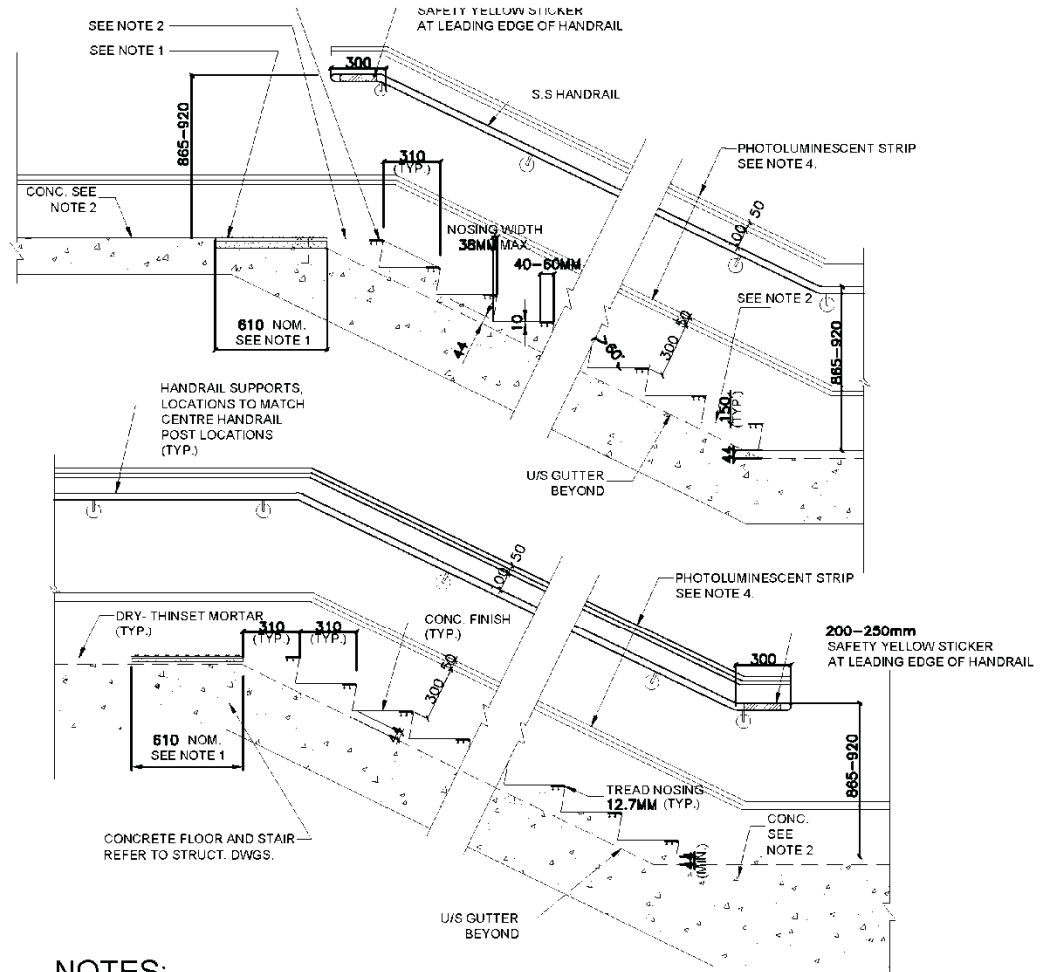 SAFETY YELLOW STICKER
AT LEADING EDGE OF HANDRAIL
SEE NOTE 2
SEE NOTE 1
300
S.S HANDRAIL
865-920
310
(TYP.)
PHOTOLUMINESCENT STRIP
SEE NOTE 4.
CONC. SEE
NOTE 2
NOSING WIDTH
38MM MAX.
40-60MM
100 50
SEE NOTE 2
610 NOM.
SEE NOTE 1
44
10
300 50
865-920
150
(TYP.)
44
HANDRAIL SUPPORTS,
LOCATIONS TO MATCH
CENTRE HANDRAIL
POST LOCATIONS
(TYP.)
U/S GUTTER
BEYOND
100 50
PHOTOLUMINESCENT STRIP
SEE NOTE 4.
DRY- THINSET MORTAR
(TYP.)
310
(TYP.)
310
(TYP.)
CONC. FINISH
(TYP.)
300 50
200-250mm
SAFETY YELLOW STICKER
AT LEADING EDGE OF HANDRAIL
300
44
610 NOM.
SEE NOTE 1
865-920
TREAD NOSING
12.7MM (TYP.)
CONC.
SEE
NOTE 2
CONCRETE FLOOR AND STAIR
REFER TO STRUCT. DWGS.
44
(MIN.)
U/S GUTTER
BEYOND
NOTES: